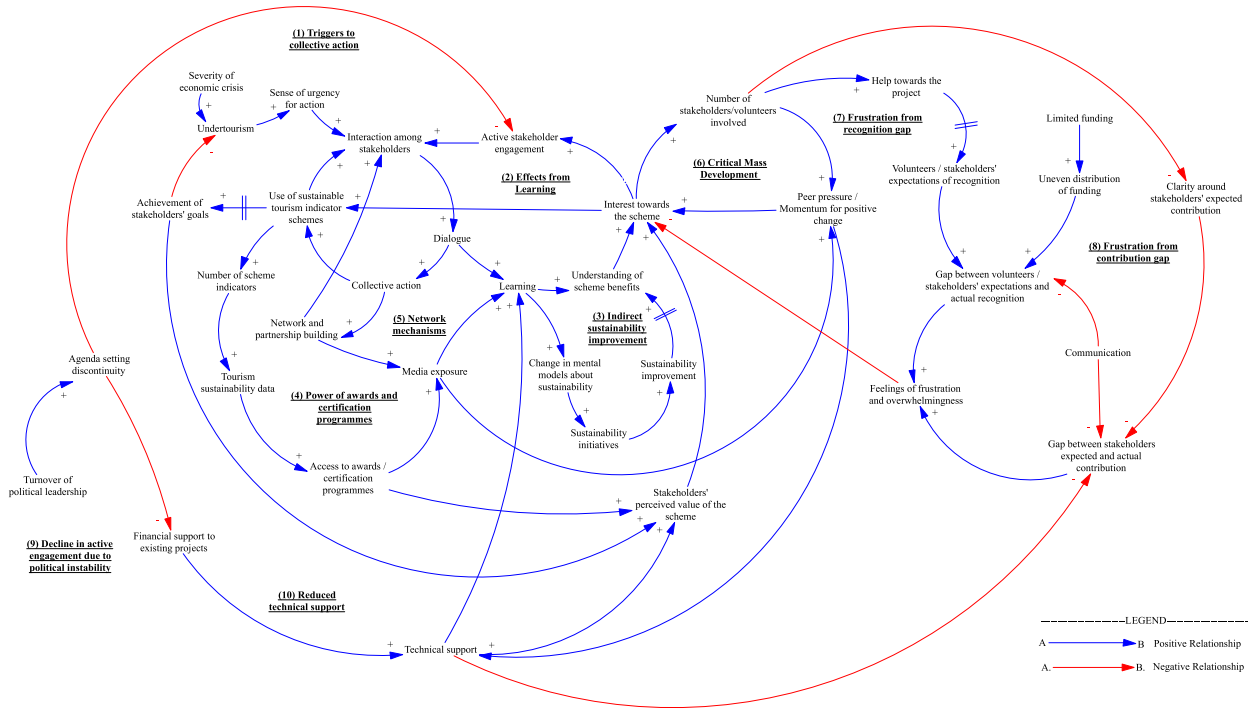 (1) Triggers to
collective action
Severity of
economic crisis
Sense of urgency
for action
Undertourism
Interaction among
stakeholders
Active stakeholder
engagement
Number of
stakeholders/volunteers
involved
Help towards the
project
(7) Frustration from
recognition gap
Limited funding
(2) Effects from
Learning
(6) Critical Mass
Development
Volunteers / stakeholders'
expectations of recognition
Uneven distribution
of funding
Clarity around
stakeholders' expected
contribution
Achievement of
stakeholders' goals
Use of sustainable
tourism indicator
schemes
Interest towards
the scheme
Peer pressure /
Momentum for positive
change
Dialogue
(8) Frustration from
contribution gap
Number of scheme
indicators
Collective action
Learning
Understanding of
scheme benefits
Gap between volunteers /
stakeholders' expectations and
actual recognition
Network and
partnership building
(5) Network
mechanisms
(3) Indirect
sustainability
improvement
Agenda setting
discontinuity
Tourism
sustainability data
Media exposure
Change in mental
models about
sustainability
Sustainability
improvement
Communication
(4) Power of awards and
certification
programmes
Feelings of frustration
and overwhelmingness
Sustainability
initiatives
Gap between stakeholders
expected and actual
contribution
Turnover of
political leadership
Access to awards /
certification
programmes
Stakeholders'
perceived value of the
scheme
(9) Decline in active
engagement due to
political instability
Financial support to
existing projects
(10) Reduced
technical support
Technical support
LEGEND
A B Positive Relationship
A. B. Negative Relationship